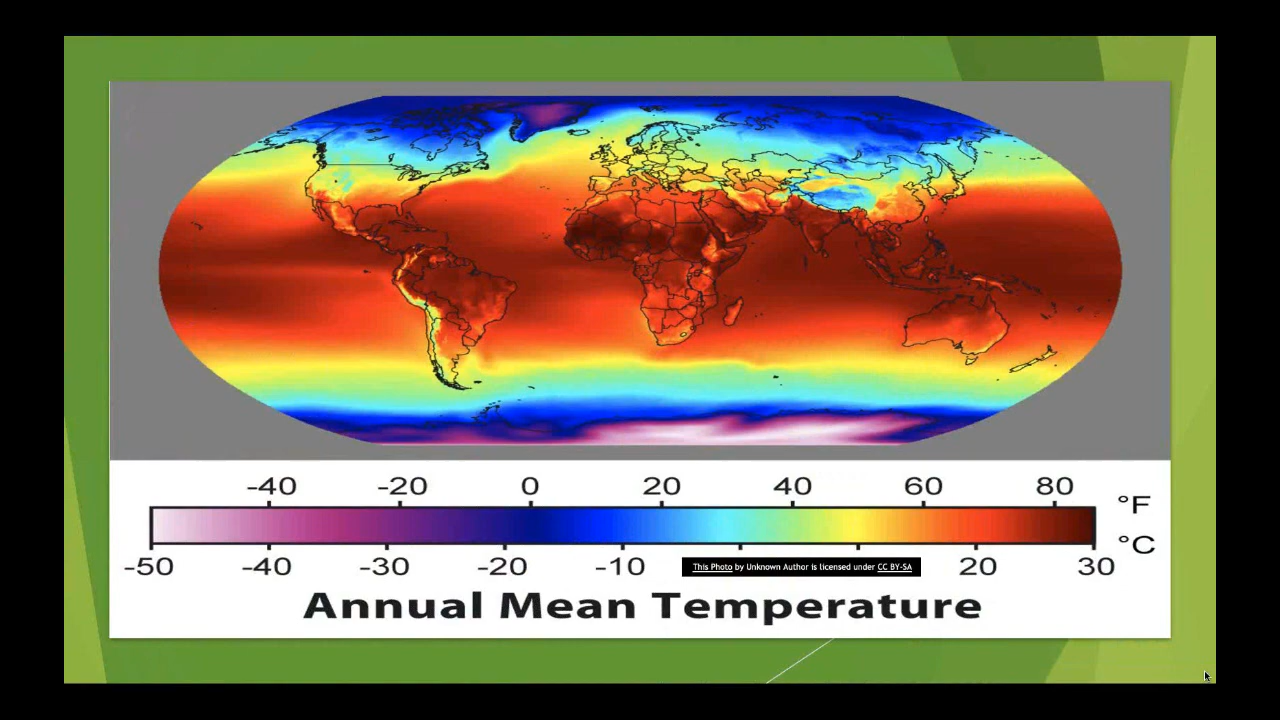 -40 -20 0 20 40 60 80 °F
°C
-50 -40 -30 -20 -10 20 30
This Photo by Unknown Author is licensed under CC BY-SA
Annual Mean Temperature